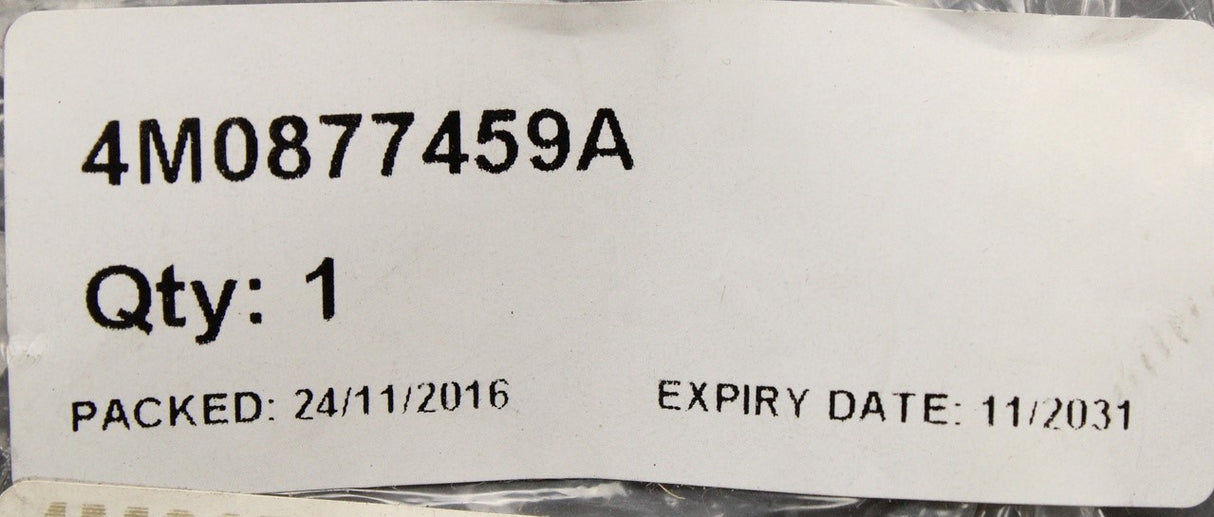 4M0877459A
Qty: 1
PACKED: 24/11/2016 EXPIRY DATE: 11/2031